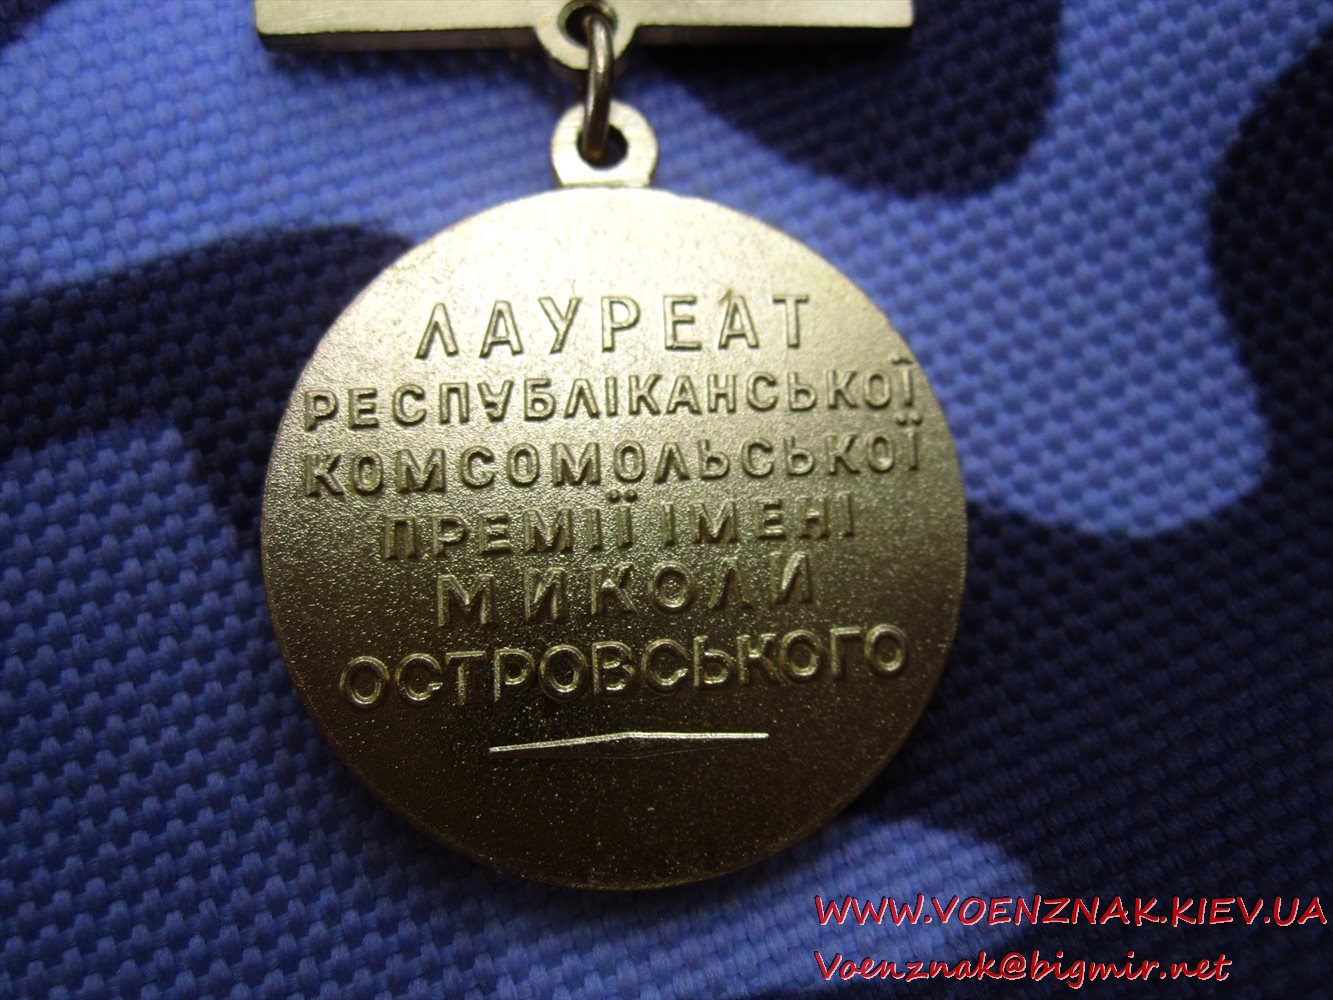 ЛАУРЕАТ
РЕСПУБЛІКАНСЬКОЇ
КОМСОМОЛЬСЬКОЇ
ПРЕМІЇ ІМЕНІ
МИКОЛИ
ОСТРОВСЬКОГО
WWW.VOENZNAK.KIEV.UA
Voenznak@bigmir.net